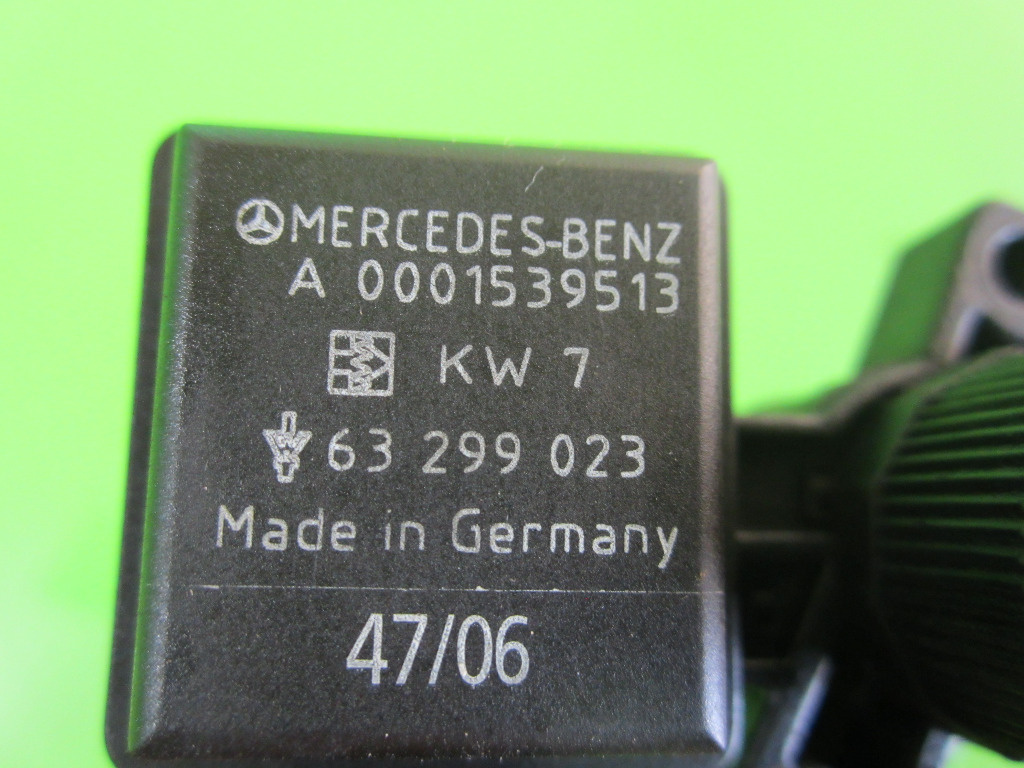 MERCEDES-BENZ
A 0001539513
KW 7
63 299 023
Made in Germany
47/06